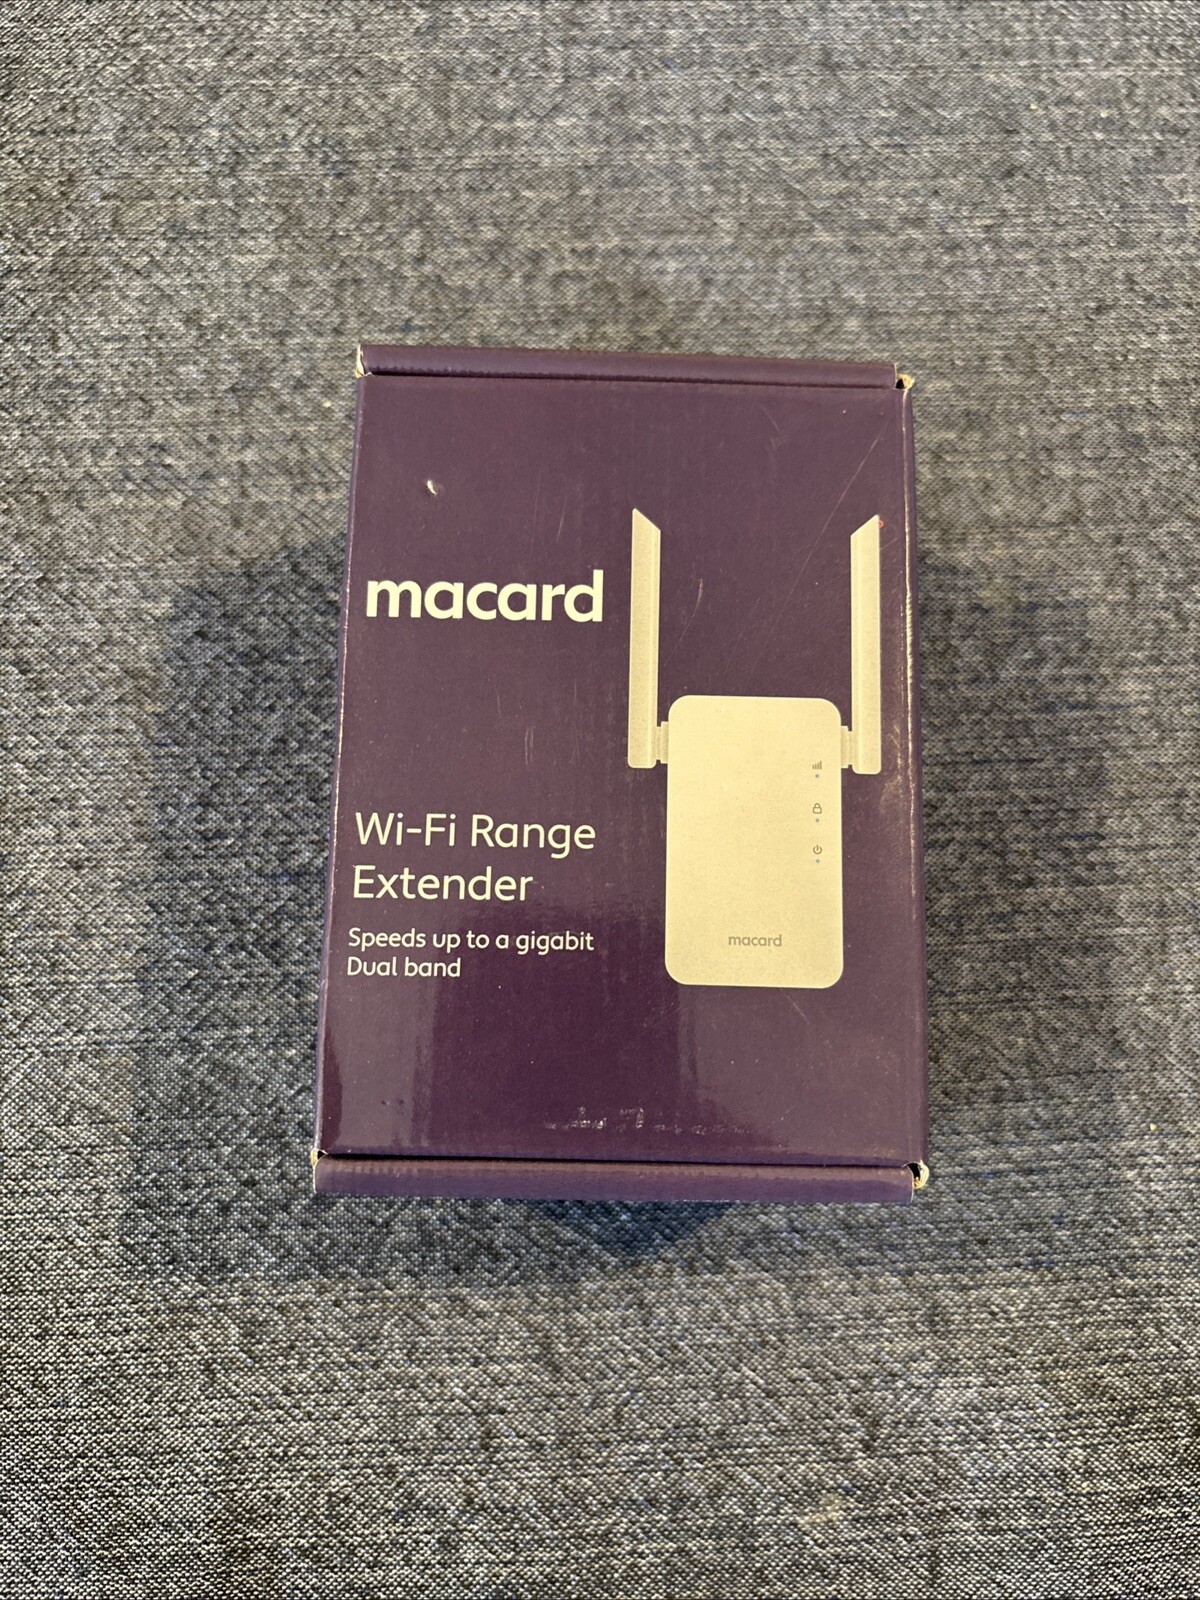 macard
Wi-Fi Range
Extender
Speeds up to a gigabit
Dual band
macard